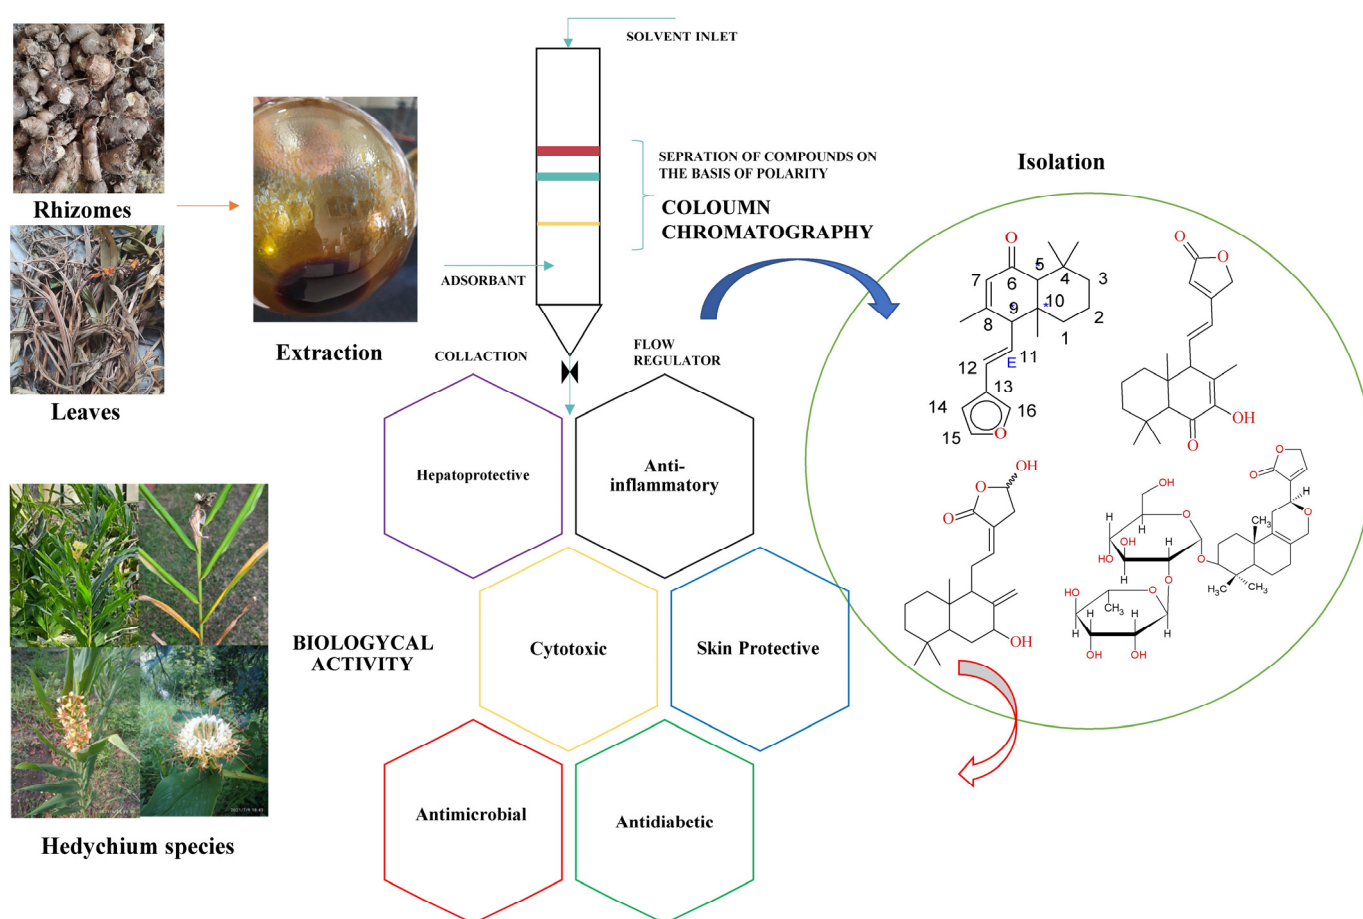 SOLVENT INLET
Rhizomes
SEPRATION OF COMPOUNDS ON
THE BASIS OF POLARITY
COLOUMN
CHROMATOGRAPHY
Isolation
ADSORBANT
Extraction
Leaves
COLLACTION
FLOW
REGULATOR
Hepatoprotective
Anti-
inflammatory
BIOLOGYCAL
ACTIVITY
Cytotoxic
Skin Protective
Antimicrobial
Antidiabetic
Hedychium species
O
7
6
5
4
3
8
9
10
2
1
12
E
11
13
14
16
15
O
O
O
OH
O
OH
O
O
OH
O
O
H
O
CH3
H3C
CH3
OH
O
H
H
OH
OH
H
H
H
O
O
OH
O
CH3
H
H
H
H
OH
OH
OH